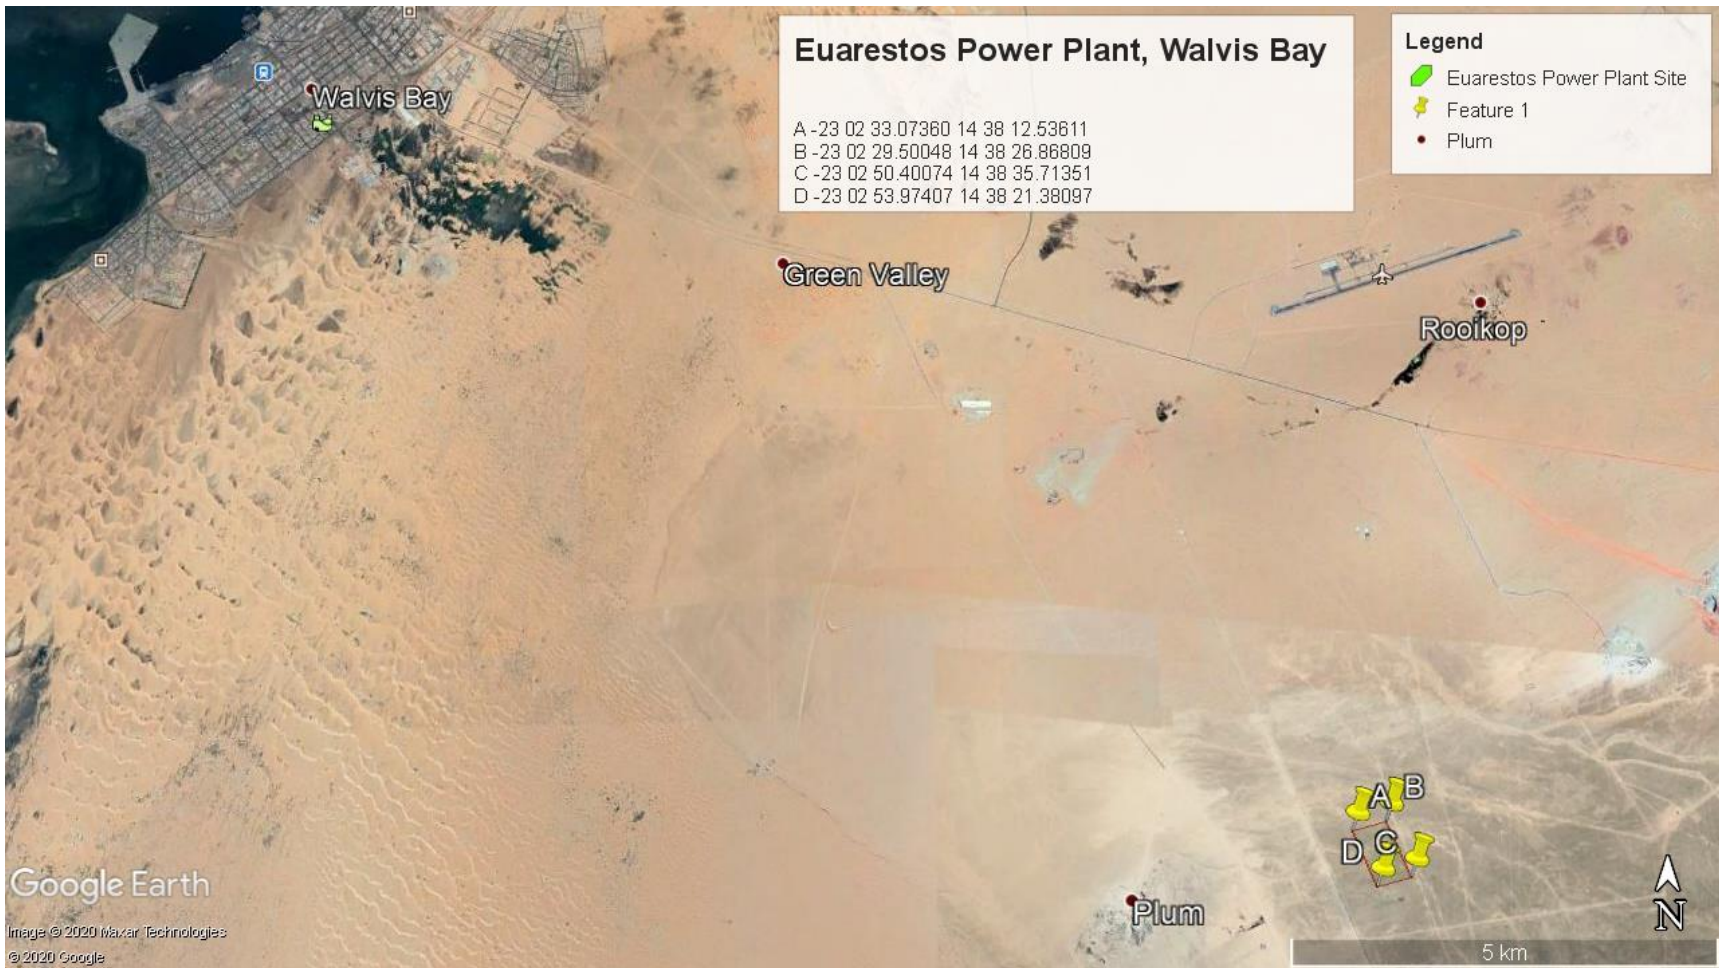 Euarestos Power Plant, Walvis Bay
A -23 02 33.07360 14 38 12.53611
B -23 02 29.50048 14 38 26.86809
C -23 02 50.40074 14 38 35.71351
D -23 02 53.97407 14 38 21.38097
Legend
Euarestos Power Plant Site
Feature 1
Plum
Walvis Bay
Green Valley
Rooikop
A
B
C
D
Plum
Google Earth
Image © 2020 Maxar Technologies
© 2020 Google
N
5 km